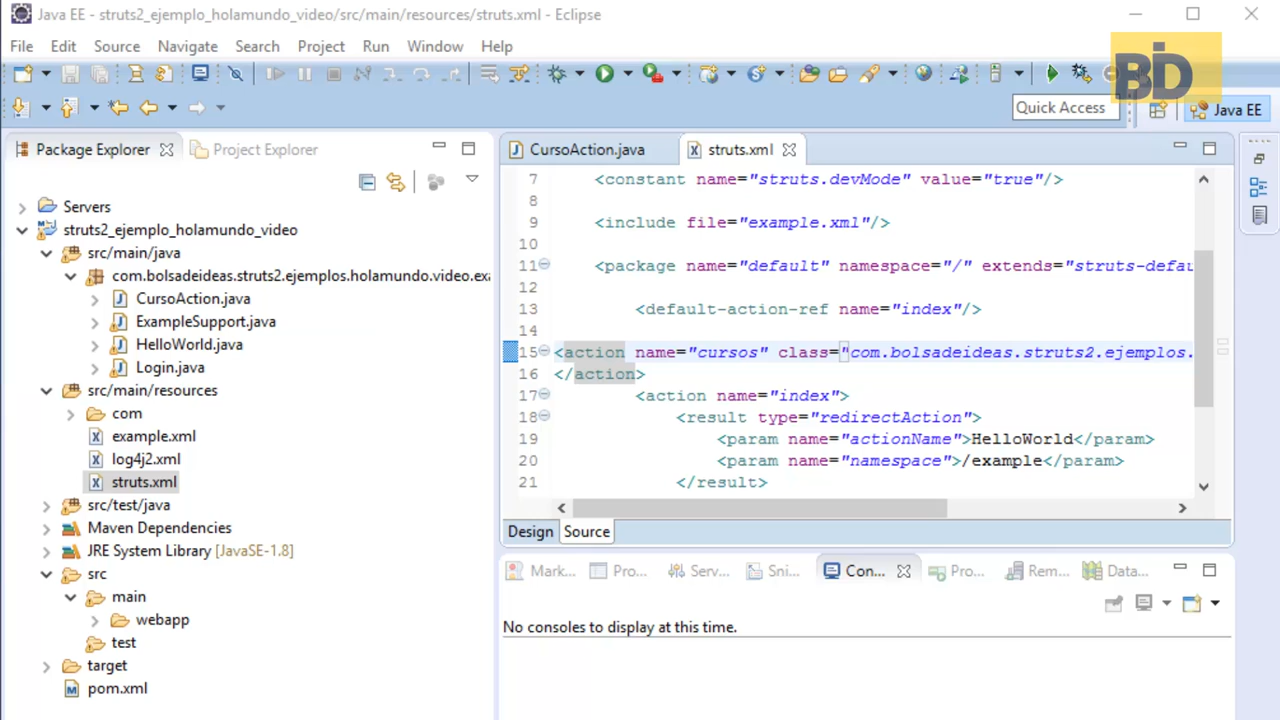 Java EE - struts2_ejemplo_holamundo_video/src/main/resources/struts.xml - Eclipse
File Edit Source Navigate Search Project Run Window Help
BD
Quick Access
Java EE
Package Explorer
Project Explorer
Servers
struts2_ejemplo_holamundo_video
src/main/java
com.bolsadeideas.struts2.ejemplos.holamundo.video.exa
CursoAction.java
ExampleSupport.java
HelloWorld.java
Login.java
src/main/resources
com
example.xml
log4j2.xml
struts.xml
src/test/java
Maven Dependencies
JRE System Library [JavaSE-1.8]
src
main
webapp
test
target
pom.xml
CursoAction.java
struts.xml
7 <constant name="struts.devMode" value="true"/>
8
9 <include file="example.xml"/>
10
11 <package name="default" namespace="/" extends="struts-defau
12
13 <default-action-ref name="index"/>
14
15 <action name="cursos" class="com.bolsadeideas.struts2.ejemplos.
16 </action>
17 <action name="index">
18 <result type="redirectAction">
19 <param name="actionName">HelloWorld</param>
20 <param name="namespace">/example</param>
21 </result>
Design Source
Mark... Pro... Serv... Sni... Con... Pro... Rem... Data...
No consoles to display at this time.